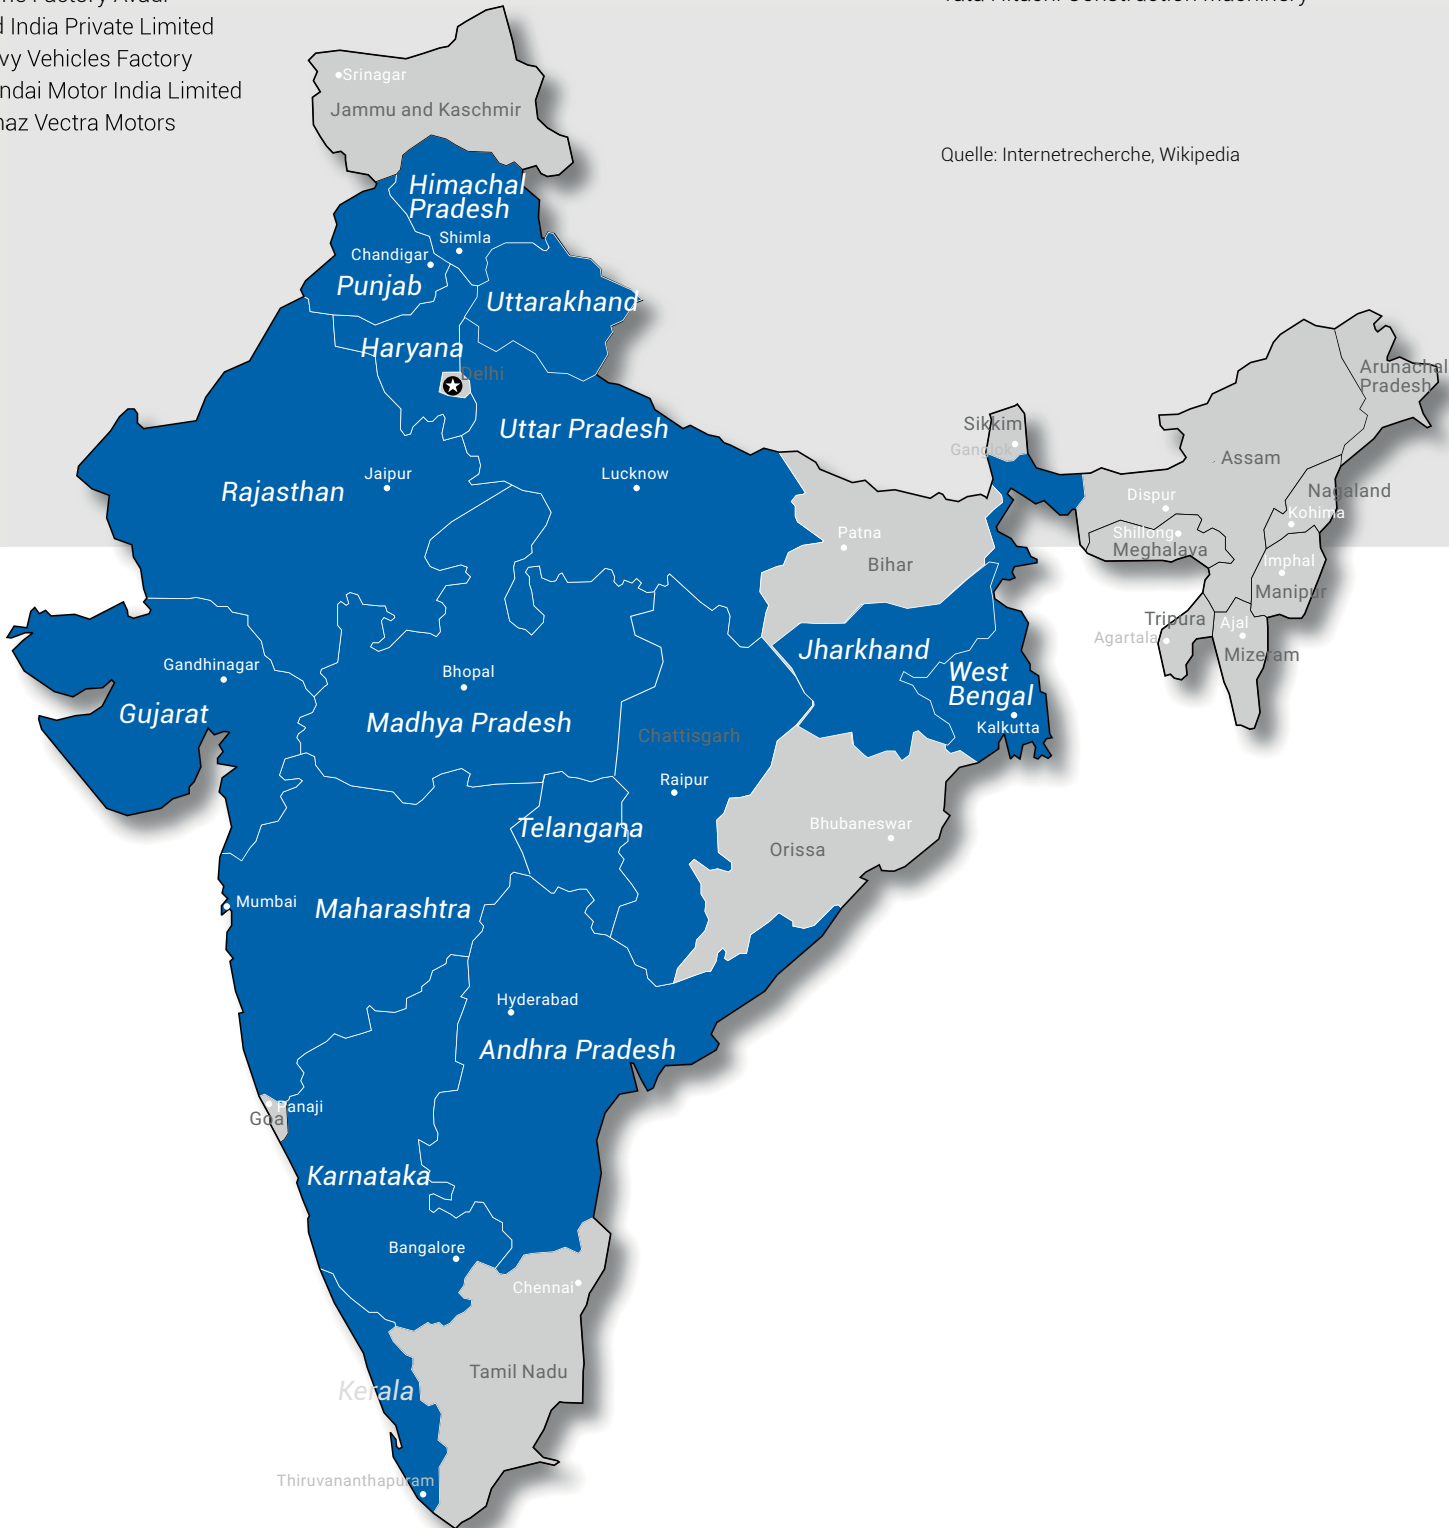 India Private Limited
Vehicles Factory
Motor India Limited
Vectra Motors
Quelle: Internetrecherche, Wikipedia
Srinagar
Jammu and Kaschmir
Himachal
Pradesh
Shimla
Chandigar
Punjab
Uttarakhand
Haryana
Delhi
Uttar Pradesh
Arunachal
Pradesh
Sikkim
Gangtok
Assam
Jaipur
Lucknow
Rajasthan
Nagaland
Dispur
Kohima
Patna
Shillong
Meghalaya
Bihar
Imphal
Manipur
Tripura
Ajal
Agartala
Mizeram
Jharkhand
West
Bengal
Kalkutta
Gandhinagar
Bhopal
Gujarat
Madhya Pradesh
Chattisgarh
Raipur
Telangana
Bhubaneswar
Orissa
Mumbai
Maharashtra
Hyderabad
Andhra Pradesh
Panaji
Goa
Karnataka
Bangalore
Chennai
Tamil Nadu
Kerala
Thiruvananthapuram